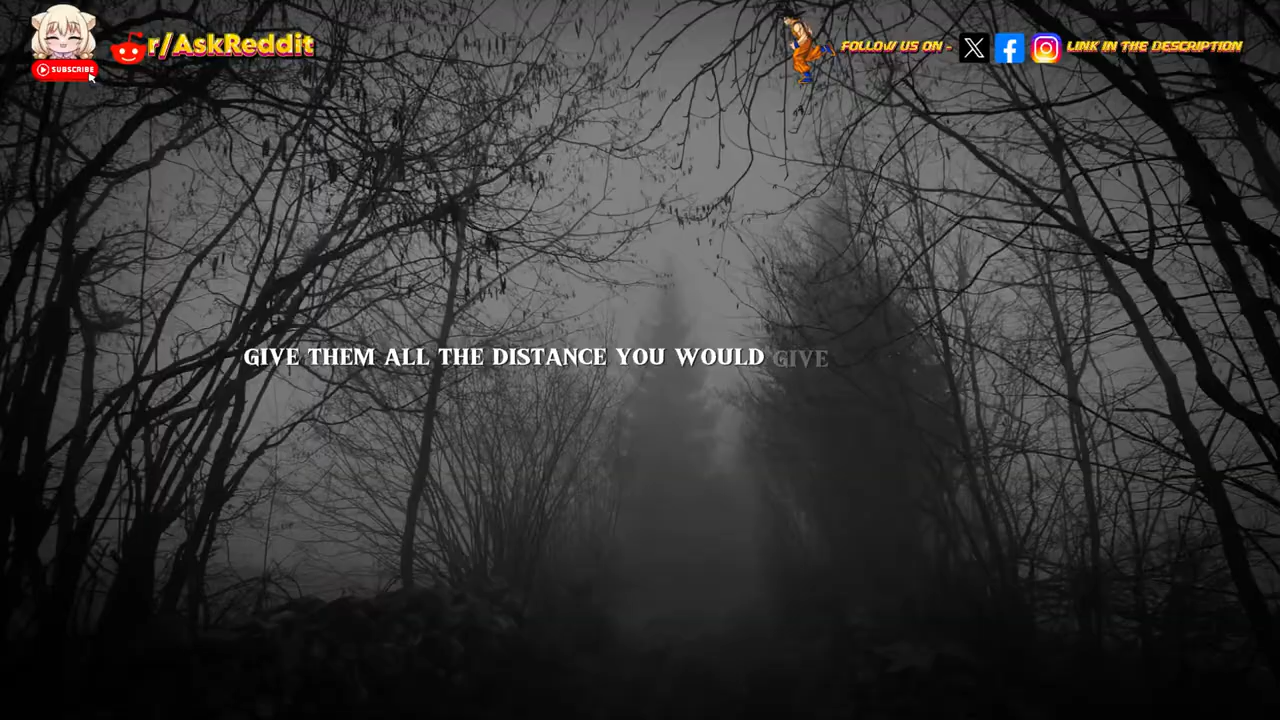 r/AskReddit
SUBSCRIBE
FOLLOW US ON -
LINK IN THE DESCRIPTION
GIVE THEM ALL THE DISTANCE YOU WOULD GIVE